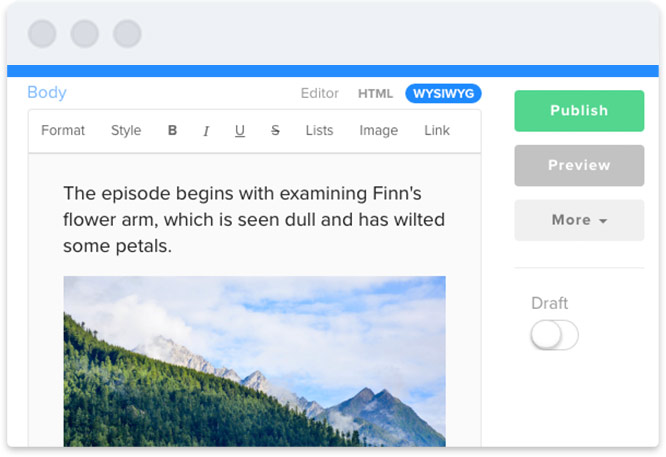 Body
Editor HTML WYSIWYG
Format Style B I U S Lists Image Link
The episode begins with examining Finn's
flower arm, which is seen dull and has wilted
some petals.
Publish
Preview
More
Draft